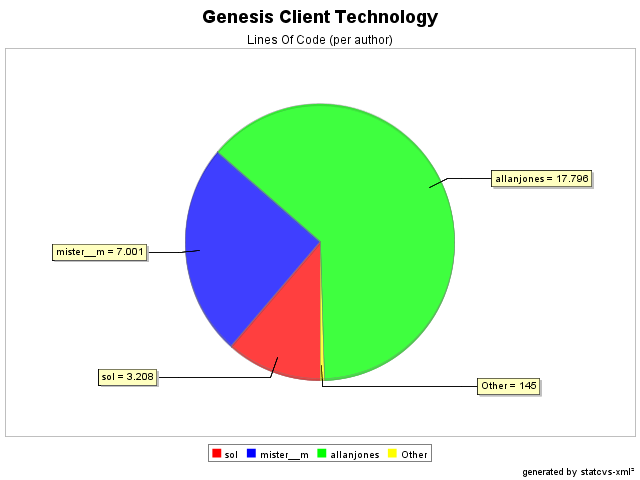 Genesis Client Technology
Lines Of Code (per author)
allanjones = 17.796
mister__m = 7.001
sol = 3.208
Other = 145
sol mister__m allanjones Other
generated by statcvs-xml²